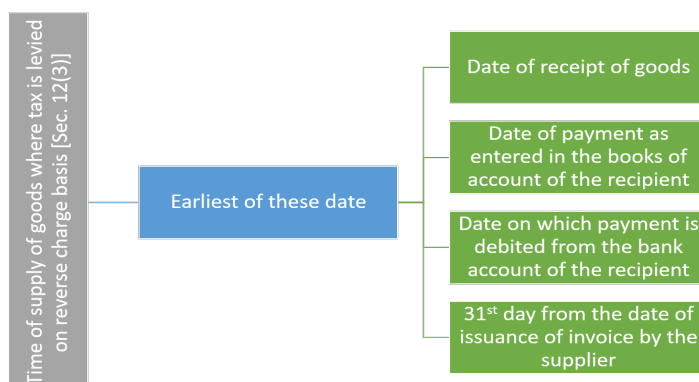 Time of supply of goods where tax is levied
on reverse charge basis [Sec. 12(3)]
Earliest of these date
Date of receipt of goods
Date of payment as
entered in the books of
account of the recipient
Date on which payment is
debited from the bank
account of the recipient
31st day from the date of
issuance of invoice by the
supplier